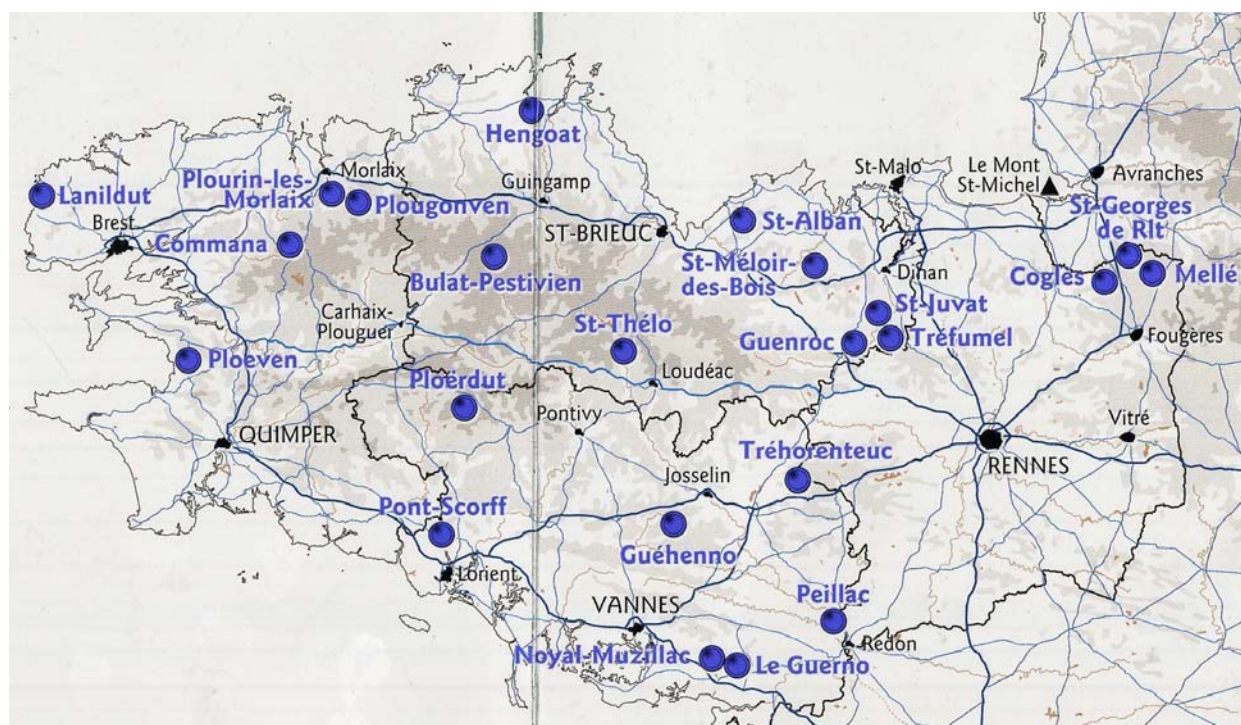 Hengoat
Morlaix
St-Malo
Le Mont
St-Michel
Avranches
Lanildut
Plourin-les-
Morlaix
Plougonven
Guingamp
St-Georges
de Rlt
Brest
Commana
ST-BRIEUC
St-Alban
Bulat-Pestivien
St-Méloir-
des-Bois
Dinan
Coglès
Mellé
Carhaix-
Plouguer
St-Thélo
St-Juvat
Guenroc
Tréfumel
Fougères
Ploeven
Ploërdut
Loudéac
Pontivy
QUIMPER
Vitré
Tréhorenteuc
RENNES
Josselin
Pont-Scorff
Guéhenno
Lorient
VANNES
Peillac
Redon
Noyal-Muzillac
Le Guerno